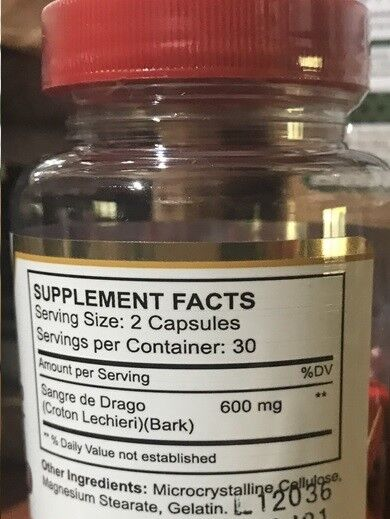 SUPPLEMENT FACTS
Serving Size: 2 Capsules
Servings per Container: 30
Amount per Serving %DV
Sangre de Drago 600 mg **
(Croton Lechieri)(Bark)
** % Daily Value not established
Other Ingredients: Microcrystalline Cellulose,
Magnesium Stearate, Gelatin. L12036